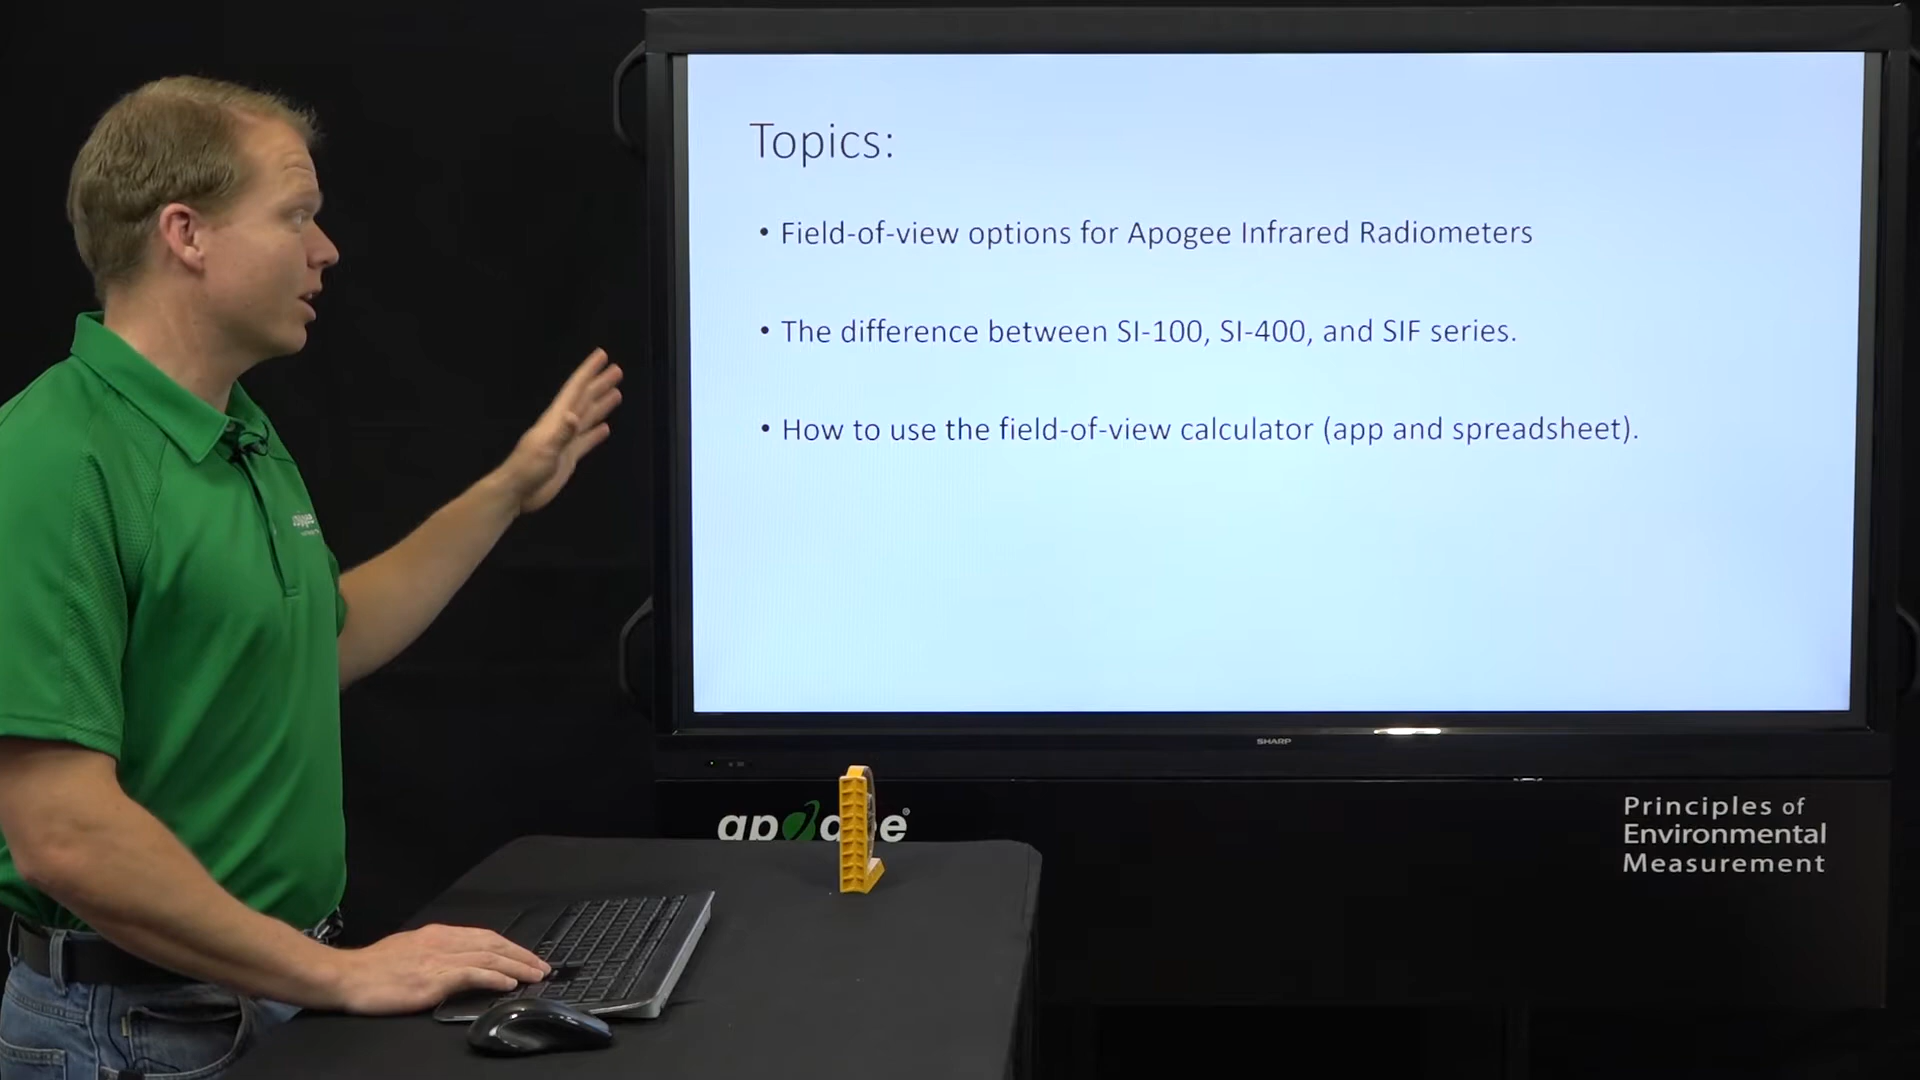 Topics:
• Field-of-view options for Apogee Infrared Radiometers
• The difference between SI-100, SI-400, and SIF series.
• How to use the field-of-view calculator (app and spreadsheet).
SHARP
apogee®
Principles of
Environmental
Measurement